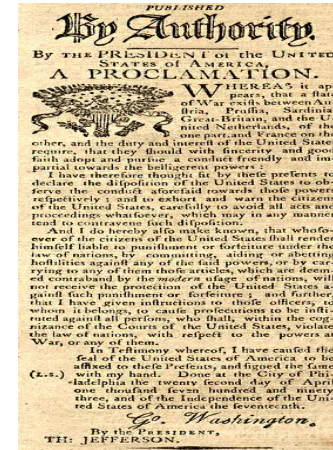 PUBLISHED
By Authority.
By the PRESIDENT of the United
States of America,
A PROCLAMATION.
WHEREAS it ap
pears, that a ſtate
of War exiſts between Au
ſtria, Pruſſia, Sardinia
Great-Britain, and the U
nited Netherlands, of the
one part, and France on the
other, and the duty and intereſt of the United States
require, that they ſhould with ſincerity and good
faith adopt and purſue a conduct friendly and im
partial towards the belligerent powers:
I have therefore thought fit by theſe preſents to
declare the diſpoſition of the United States to ob
ſerve the conduct aforeſaid towards thoſe powers
reſpectively; and to exhort and warn the citizens
of the United States, carefully to avoid all acts and
proceedings whatſoever, which may in any manner
tend to contravene ſuch diſpoſition.
And I do hereby alſo make known, that whoſo-
ever of the citizens of the United States ſhall render
himſelf liable to puniſhment or forfeiture under the
law of nations, by committing, aiding or abetting
hoſtilities againſt any of the ſaid powers, or by car-
rying to any of them thoſe articles, which are deem-
ed contraband by the modern uſage of nations, will
not receive the protection of the United States a-
gainſt ſuch puniſhment or forfeiture; and further
that I have given inſtructions to thoſe officers, to
whom it belongs, to cauſe proſecutions to be inſti-
tuted againſt all perſons, who ſhall, within the cog-
nizance of the Courts of the United States, violate
the law of nations, with reſpect to the powers at
War, or any of them.
In Teſtimony whereof, I have cauſed the
ſeal of the United States of America to be
affixed to theſe Preſents, and ſigned the ſame
(L.S.) with my hand. Done at the City of Phi-
ladelphia the twenty ſecond day of April
one thouſand ſeven hundred and ninety
three, and of the Independence of the Uni-
ted States of America the ſeventeenth.
Go. Waſhington.
By the President,
TH: JEFFERSON.